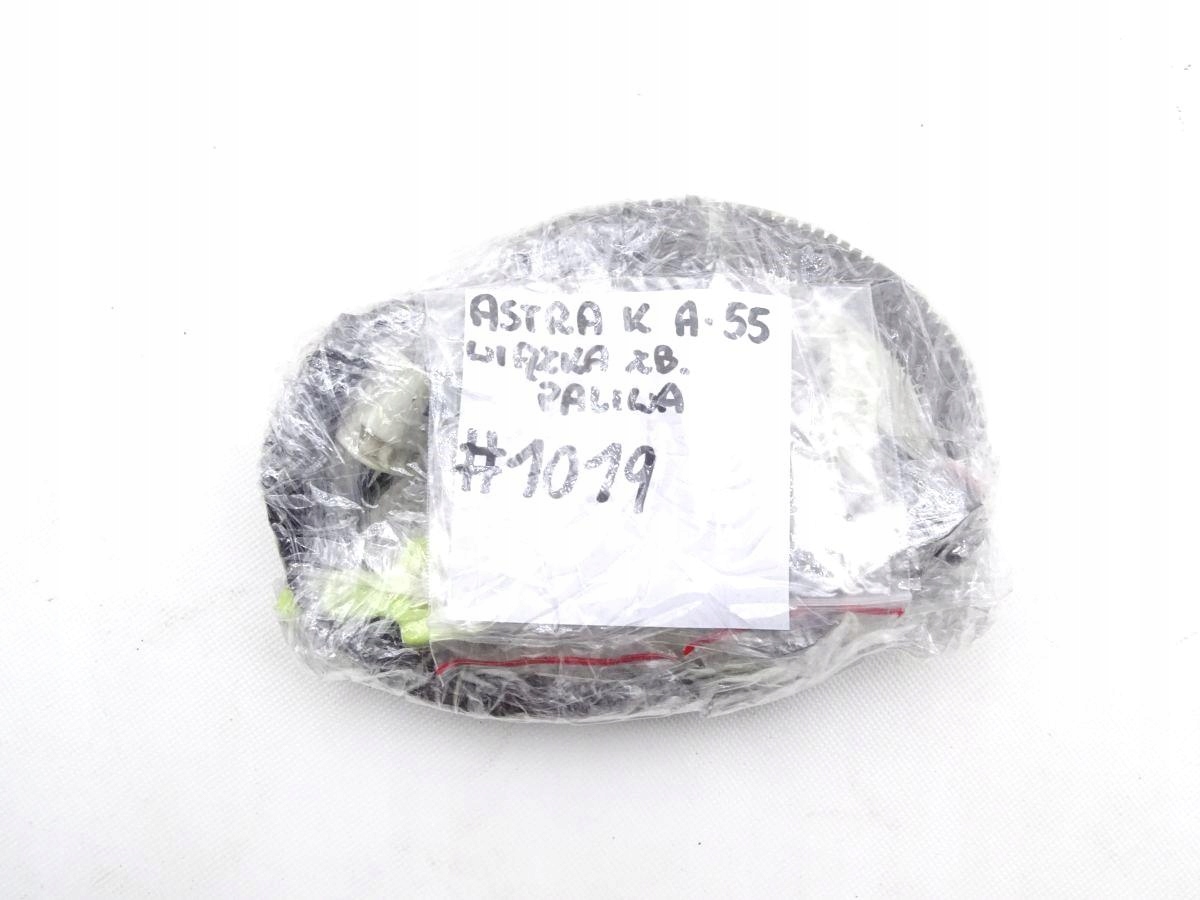 ASTRA K A-55
WIĄZKA ZB.
PALIWA
#1019